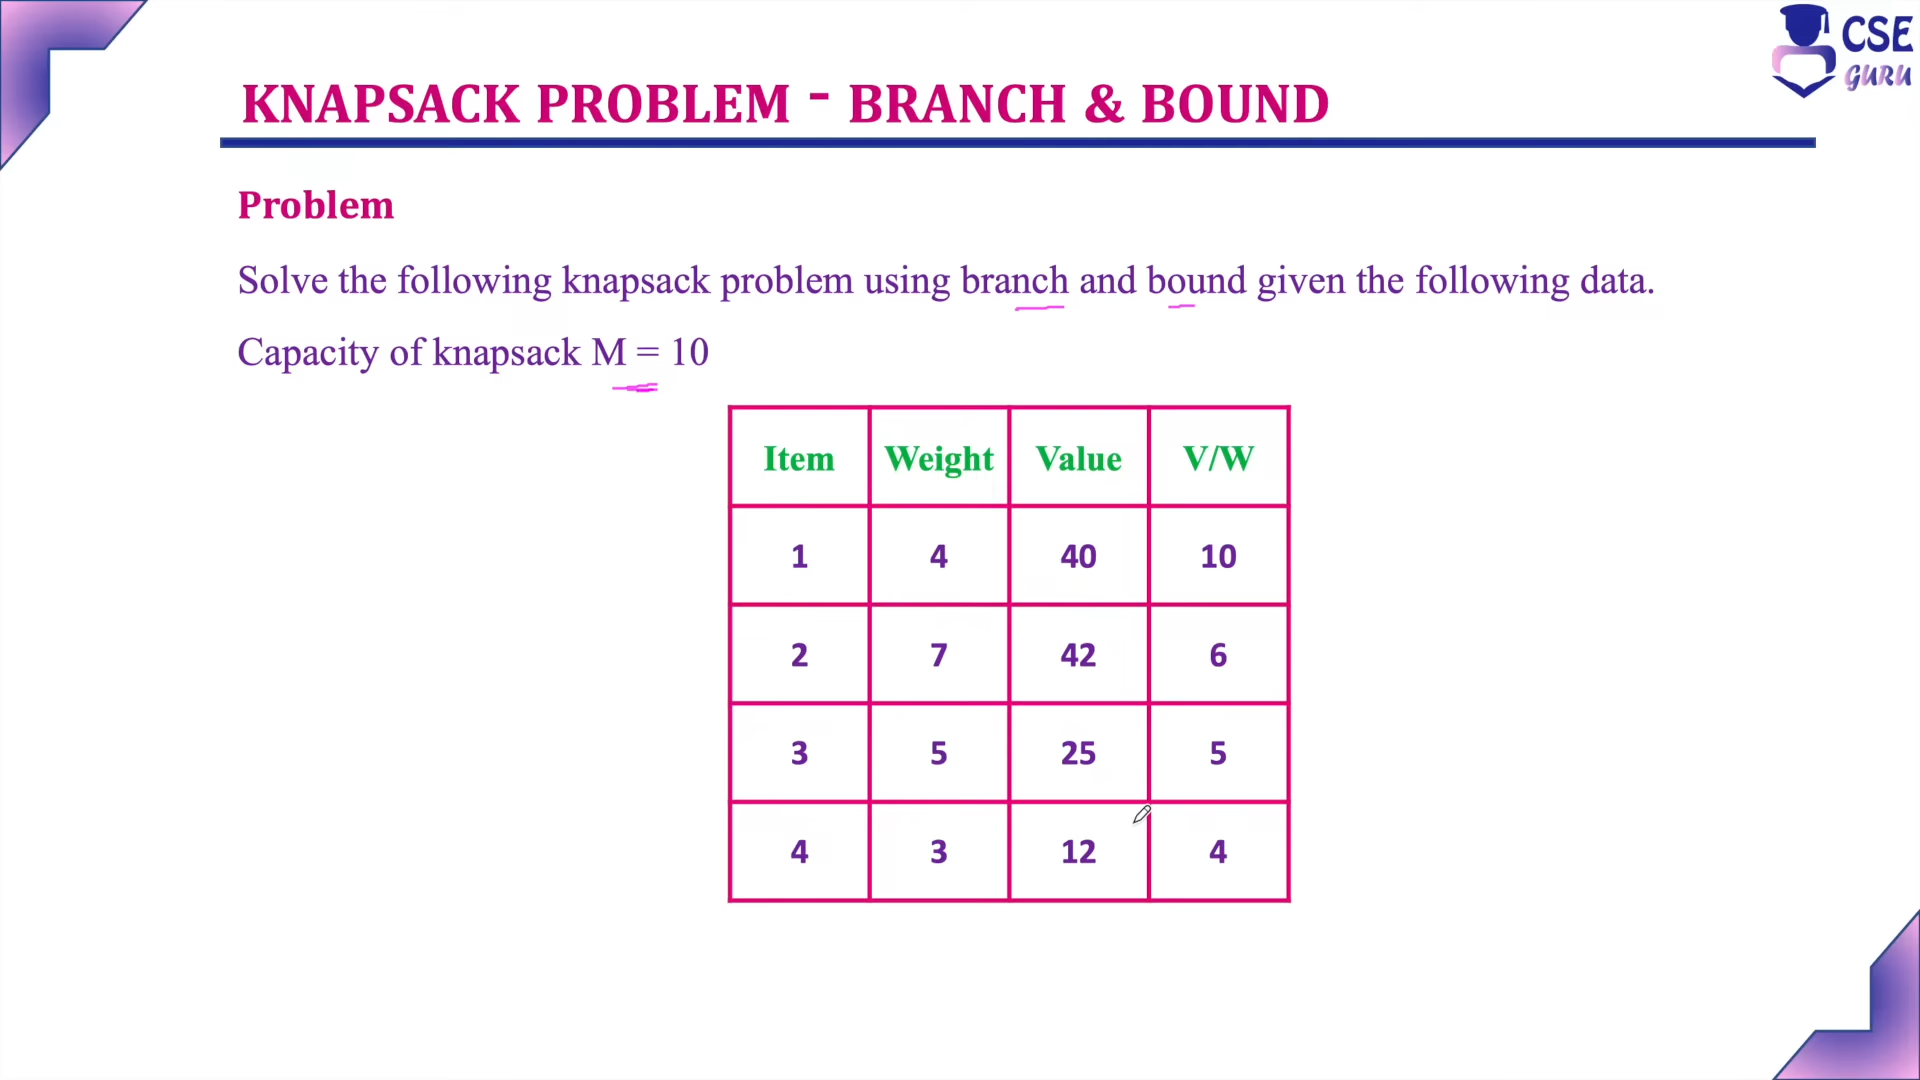 CSE
GURU
KNAPSACK PROBLEM - BRANCH & BOUND
Problem
Solve the following knapsack problem using branch and bound given the following data.
Capacity of knapsack M = 10
Item Weight Value V/W
1 4 40 10
2 7 42 6
3 5 25 5
4 3 12 4